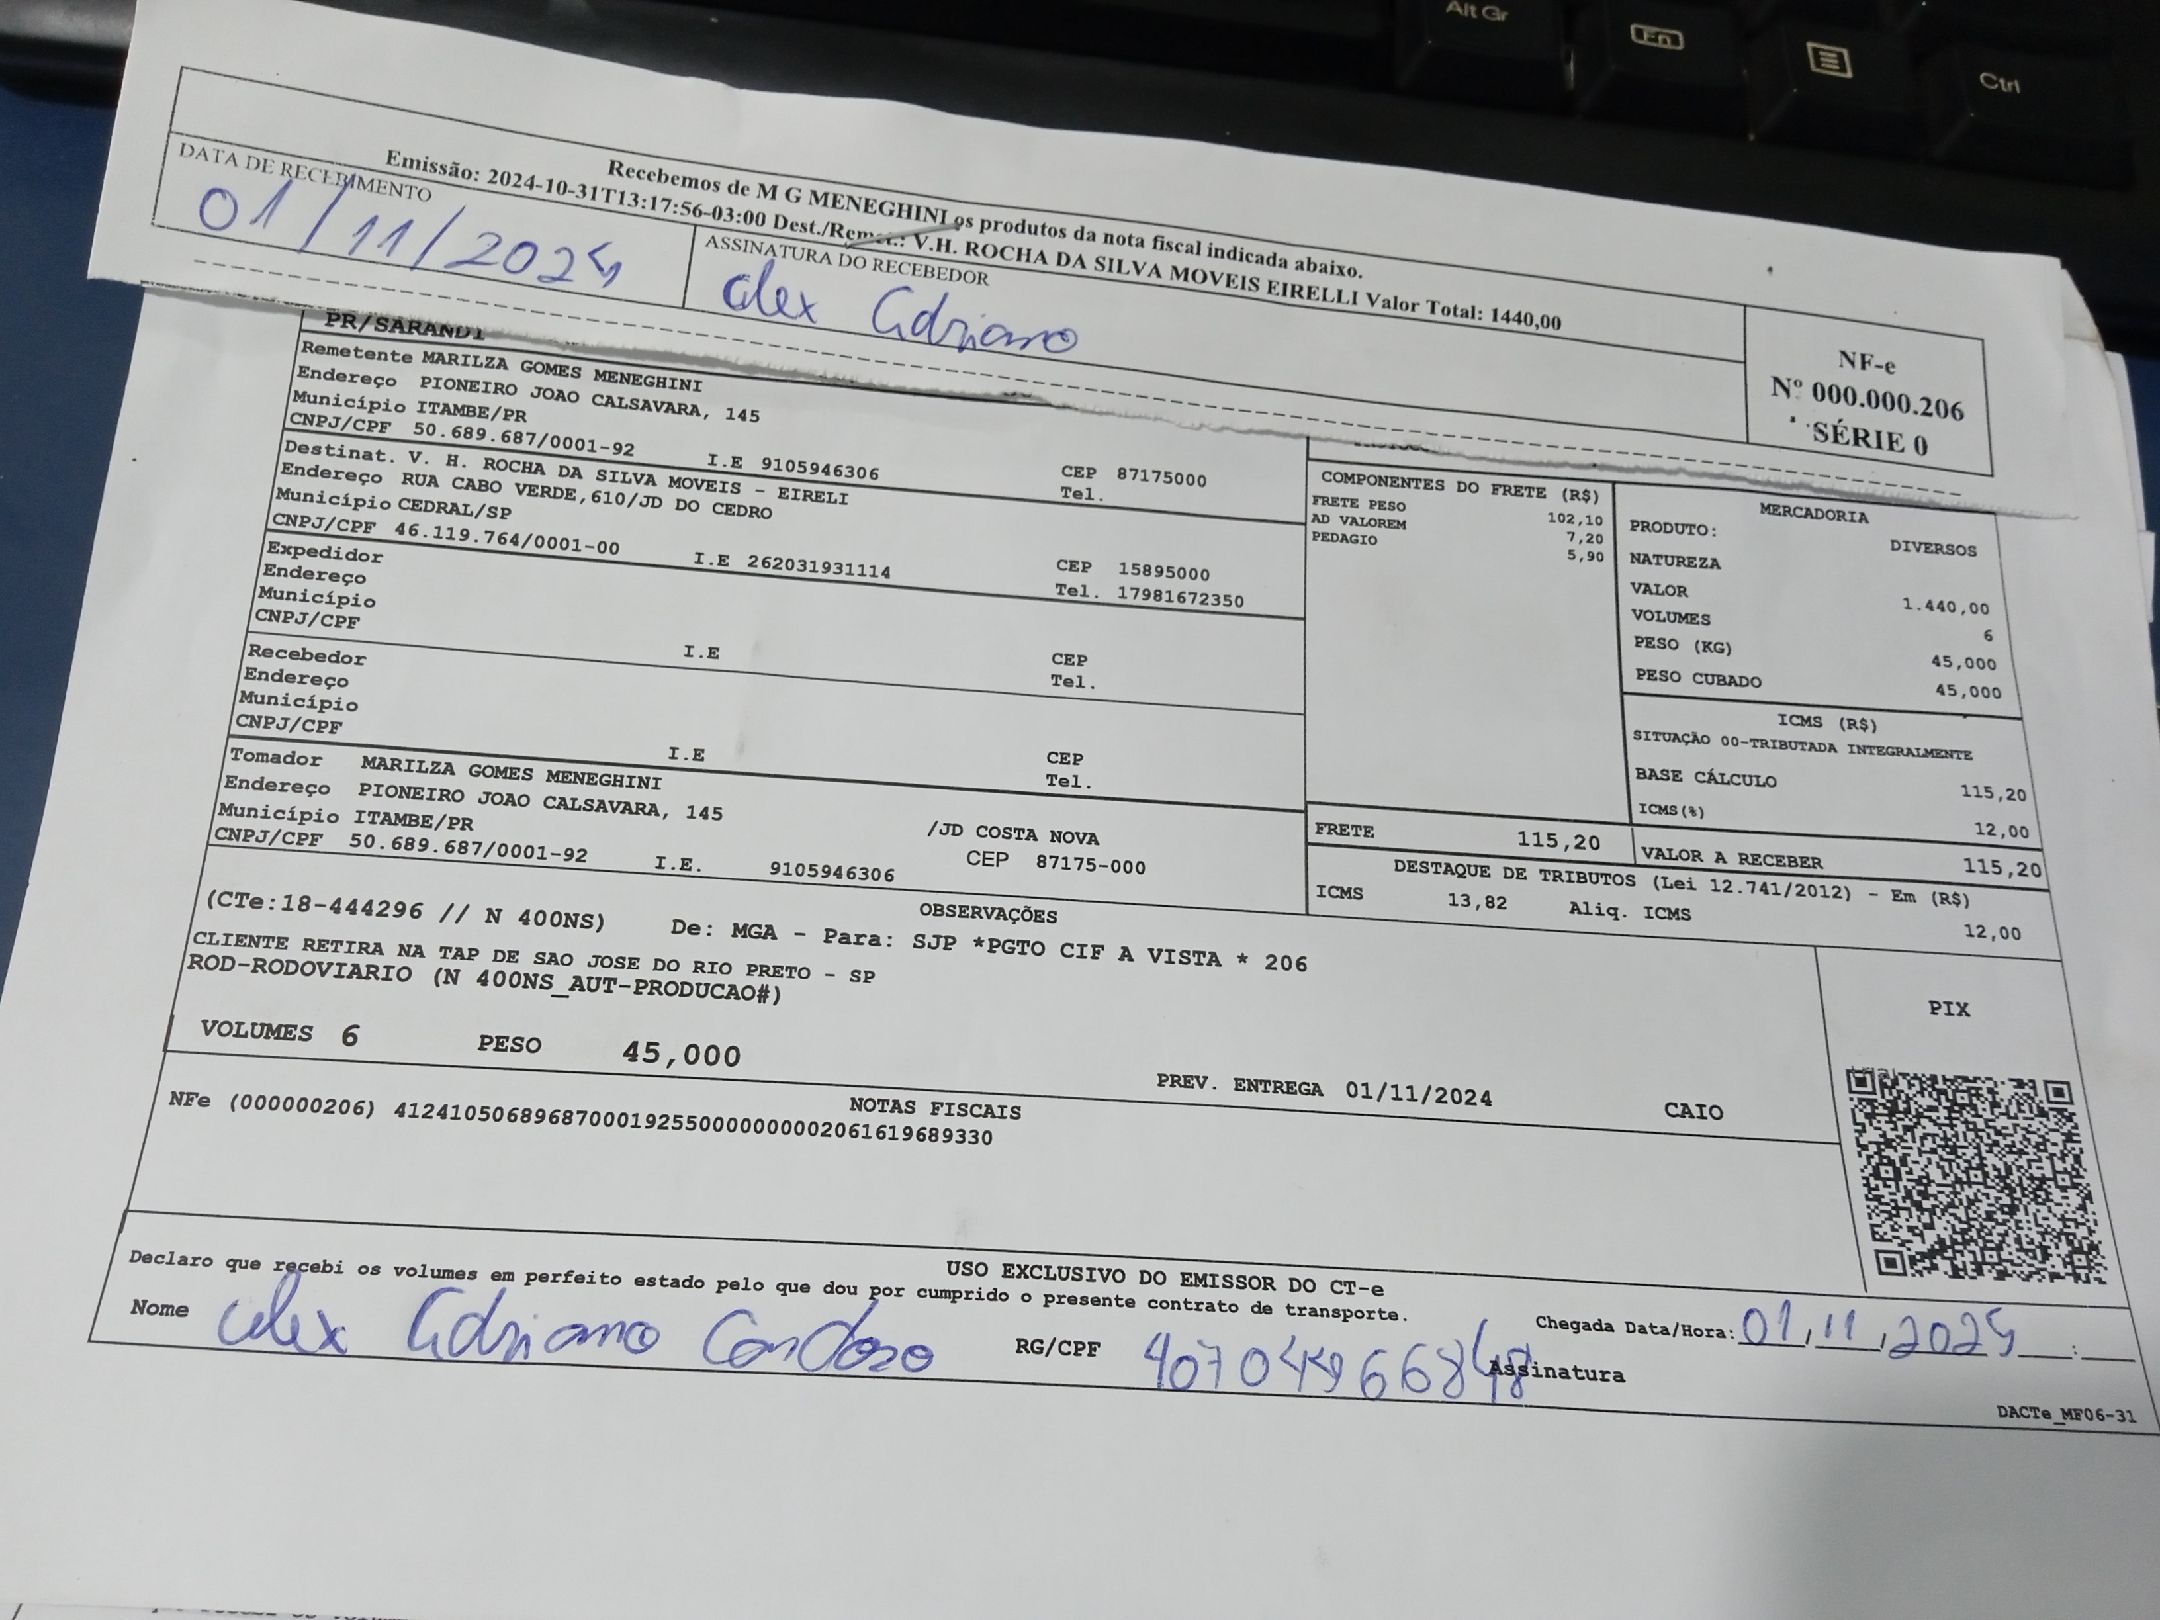 Alt Gr
Fn
Ctrl
Recebemos de M G MENEGHINI os produtos da nota fiscal indicada abaixo.
Emissão: 2024-10-31T13:17:56-03:00 Dest./Remet.: V.H. ROCHA DA SILVA MOVEIS EIRELLI Valor Total: 1440,00
DATA DE RECEBIMENTO
01/11/2024
ASSINATURA DO RECEBEDOR
Alex Adriano
NF-e
Nº 000.000.206
SÉRIE 0
PR/SARANDI
Remetente MARILZA GOMES MENEGHINI
Endereço PIONEIRO JOAO CALSAVARA, 145
Município ITAMBE/PR
CEP 87175000
CNPJ/CPF 50.689.687/0001-92 I.E 9105946306 Tel.
Destinat. V. H. ROCHA DA SILVA MOVEIS - EIRELI
Endereço RUA CABO VERDE,610/JD DO CEDRO
Município CEDRAL/SP
CEP 15895000
CNPJ/CPF 46.119.764/0001-00 I.E 262031931114 Tel. 17981672350
Expedidor
Endereço
Município CEP
CNPJ/CPF I.E Tel.
Recebedor
Endereço
Município CEP
CNPJ/CPF I.E Tel.
Tomador MARILZA GOMES MENEGHINI
Endereço PIONEIRO JOAO CALSAVARA, 145 /JD COSTA NOVA
Município ITAMBE/PR CEP 87175-000
CNPJ/CPF 50.689.687/0001-92 I.E. 9105946306
COMPONENTES DO FRETE (R$)
FRETE PESO 102,10
AD VALOREM 7,20
PEDAGIO 5,90
MERCADORIA
PRODUTO: DIVERSOS
NATUREZA
VALOR 1.440,00
VOLUMES 6
PESO (KG) 45,000
PESO CUBADO 45,000
ICMS (R$)
SITUAÇÃO 00-TRIBUTADA INTEGRALMENTE
BASE CÁLCULO 115,20
ICMS(%) 12,00
FRETE 115,20 VALOR A RECEBER 115,20
DESTAQUE DE TRIBUTOS (Lei 12.741/2012) - Em (R$)
ICMS 13,82 Aliq. ICMS 12,00
OBSERVAÇÕES
(CTe:18-444296 // N 400NS) De: MGA - Para: SJP *PGTO CIF A VISTA * 206
CLIENTE RETIRA NA TAP DE SAO JOSE DO RIO PRETO - SP
ROD-RODOVIARIO (N 400NS_AUT-PRODUCAO#)
VOLUMES 6 PESO 45,000 PREV. ENTREGA 01/11/2024 CAIO
PIX
NOTAS FISCAIS
NFe (000000206) 41241050689687000192550000000002061619689330
USO EXCLUSIVO DO EMISSOR DO CT-e
Declaro que recebi os volumes em perfeito estado pelo que dou por cumprido o presente contrato de transporte.
Chegada Data/Hora: 01/11/2024 __:__
Nome Alex Adriano Cardoso RG/CPF 40704966848 Assinatura
DACTe_MF06-31